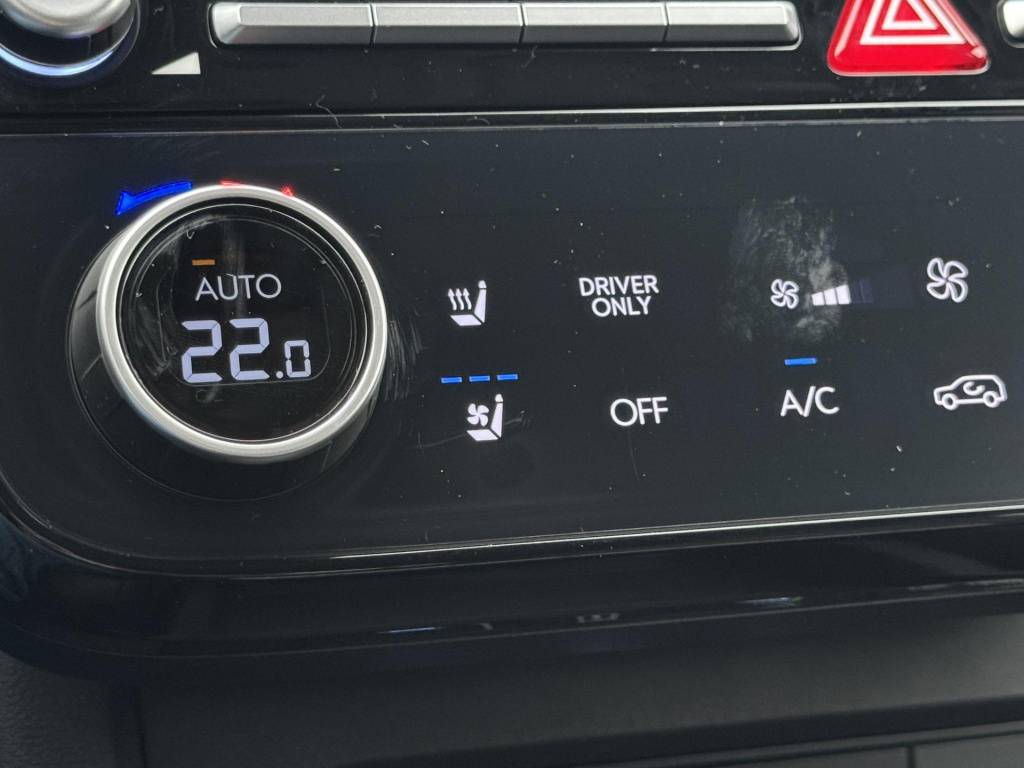 AUTO
22.0
DRIVER
ONLY
OFF
A/C